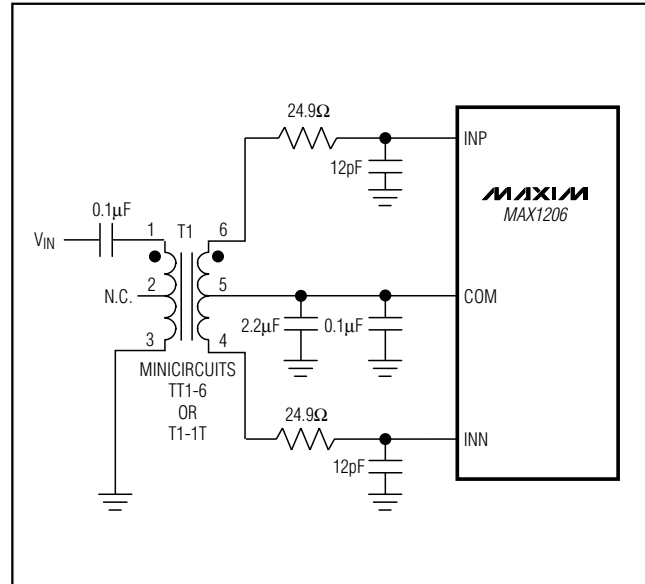 24.9Ω
INP
12pF
MAXIM
MAX1206
0.1µF
1
T1
6
VIN
2
5
N.C.
COM
2.2µF
0.1µF
3
4
MINICIRCUITS
TT1-6
OR
T1-1T
24.9Ω
INN
12pF